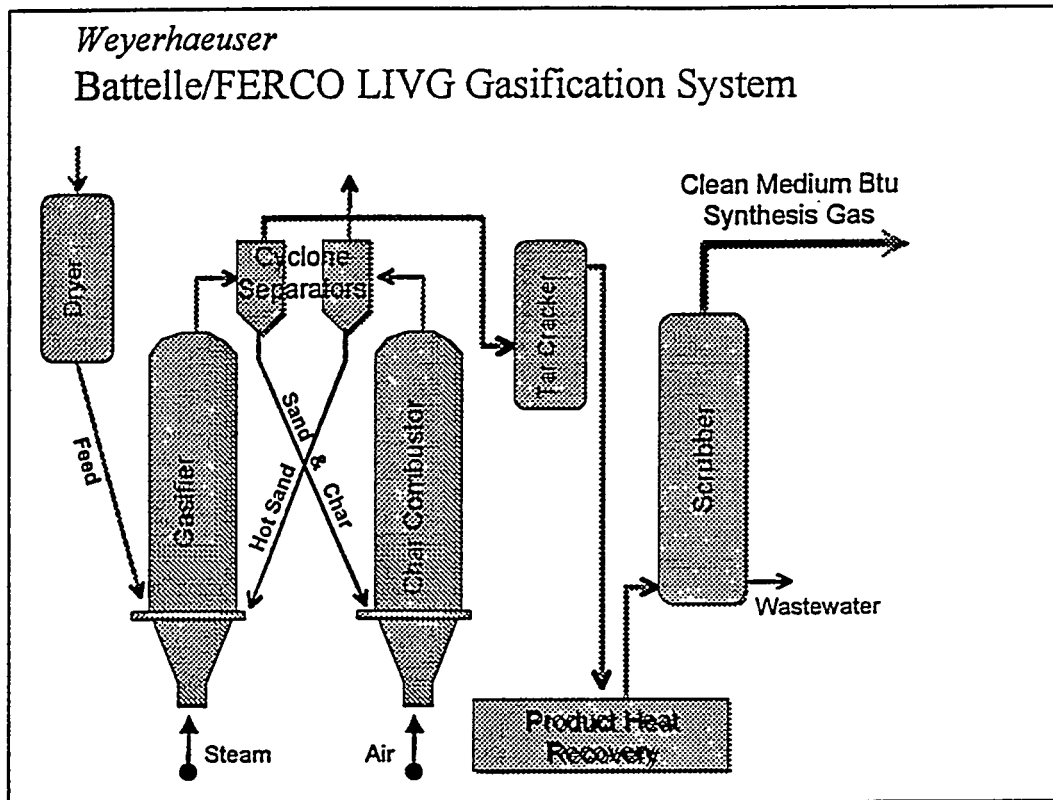 Weyerhaeuser
Battelle/FERCO LIVG Gasification System
Clean Medium Btu
Synthesis Gas
Cyclone
Separators
Dryer
Tar Cracker
Feed
Gasifier
Sand & Char
Hot Sand
Char Combustor
Scrubber
Wastewater
Product Heat
Recovery
Steam
Air